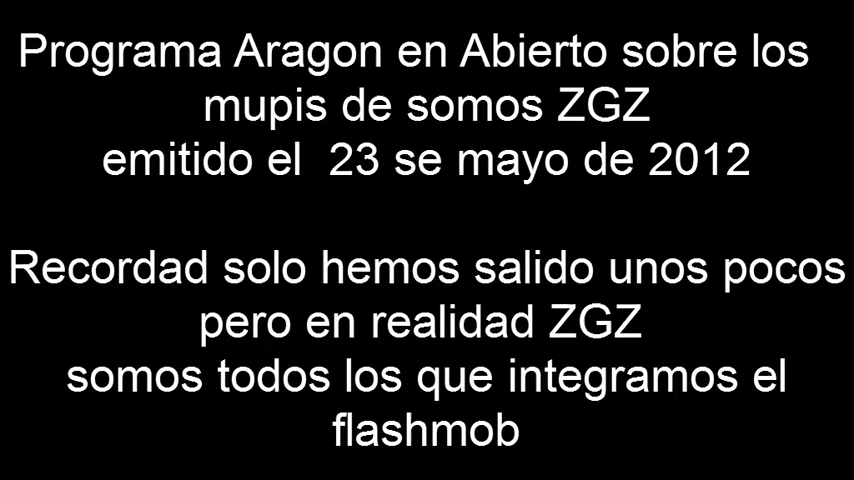 Programa Aragon en Abierto sobre los
mupis de somos ZGZ
emitido el  23 se mayo de 2012
Recordad solo hemos salido unos pocos
pero en realidad ZGZ
somos todos los que integramos el
flashmob